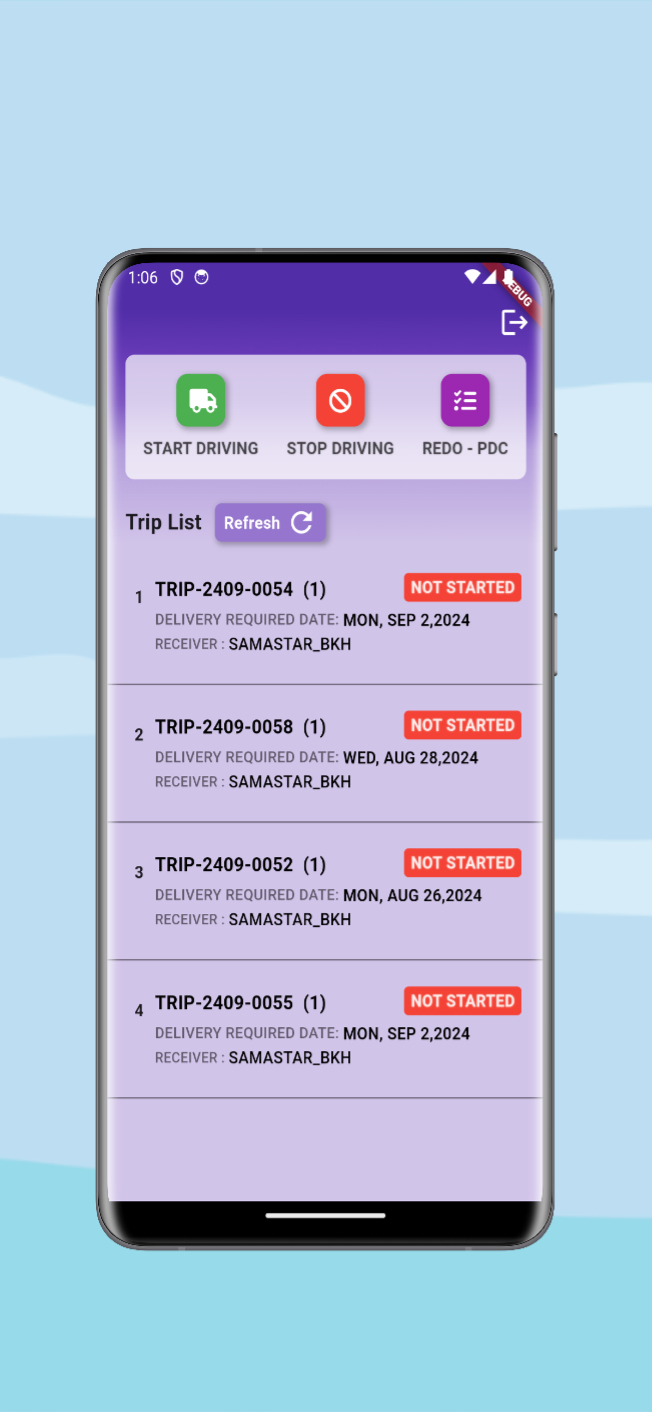 1:06
DEBUG
START DRIVING STOP DRIVING REDO - PDC
Trip List Refresh
1 TRIP-2409-0054 (1) NOT STARTED
DELIVERY REQUIRED DATE: MON, SEP 2,2024
RECEIVER : SAMASTAR_BKH
2 TRIP-2409-0058 (1) NOT STARTED
DELIVERY REQUIRED DATE: WED, AUG 28,2024
RECEIVER : SAMASTAR_BKH
3 TRIP-2409-0052 (1) NOT STARTED
DELIVERY REQUIRED DATE: MON, AUG 26,2024
RECEIVER : SAMASTAR_BKH
4 TRIP-2409-0055 (1) NOT STARTED
DELIVERY REQUIRED DATE: MON, SEP 2,2024
RECEIVER : SAMASTAR_BKH